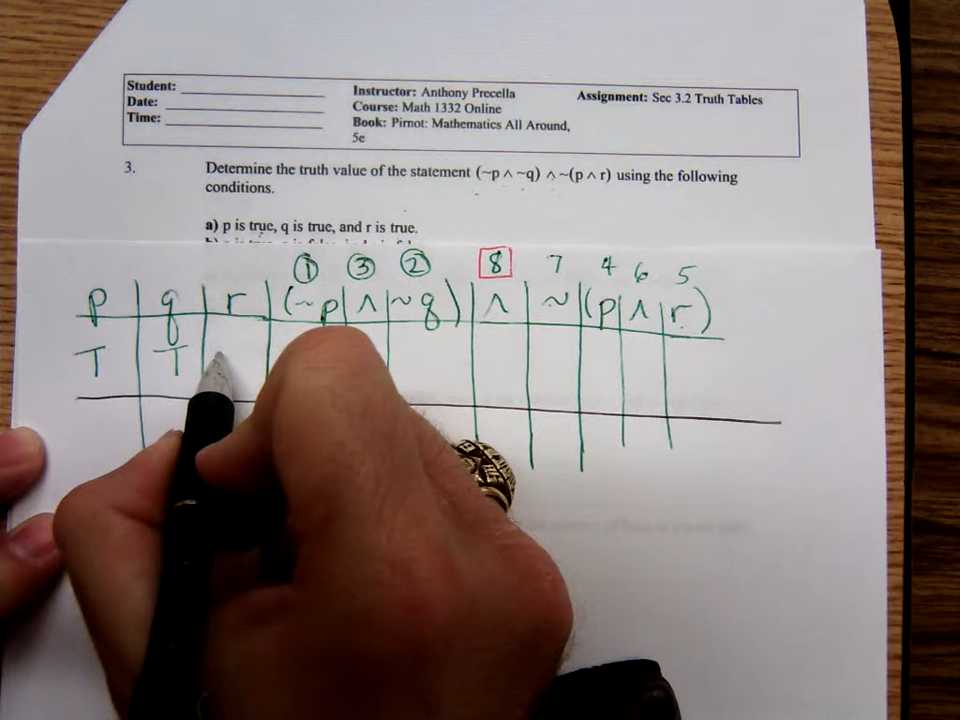 Student:
Instructor: Anthony Precella
Assignment: Sec 3.2 Truth Tables
Date:
Course: Math 1332 Online
Time:
Book: Pirnot: Mathematics All Around,
5e
3. Determine the truth value of the statement (~p ∧ ~q) ∧ ~(p ∧ r) using the following
conditions.
a) p is true, q is true, and r is true.
① ③ ② 8 7 4 6 5
p q r (~p ∧ ~q) ∧ ~ (p ∧ r)
T T